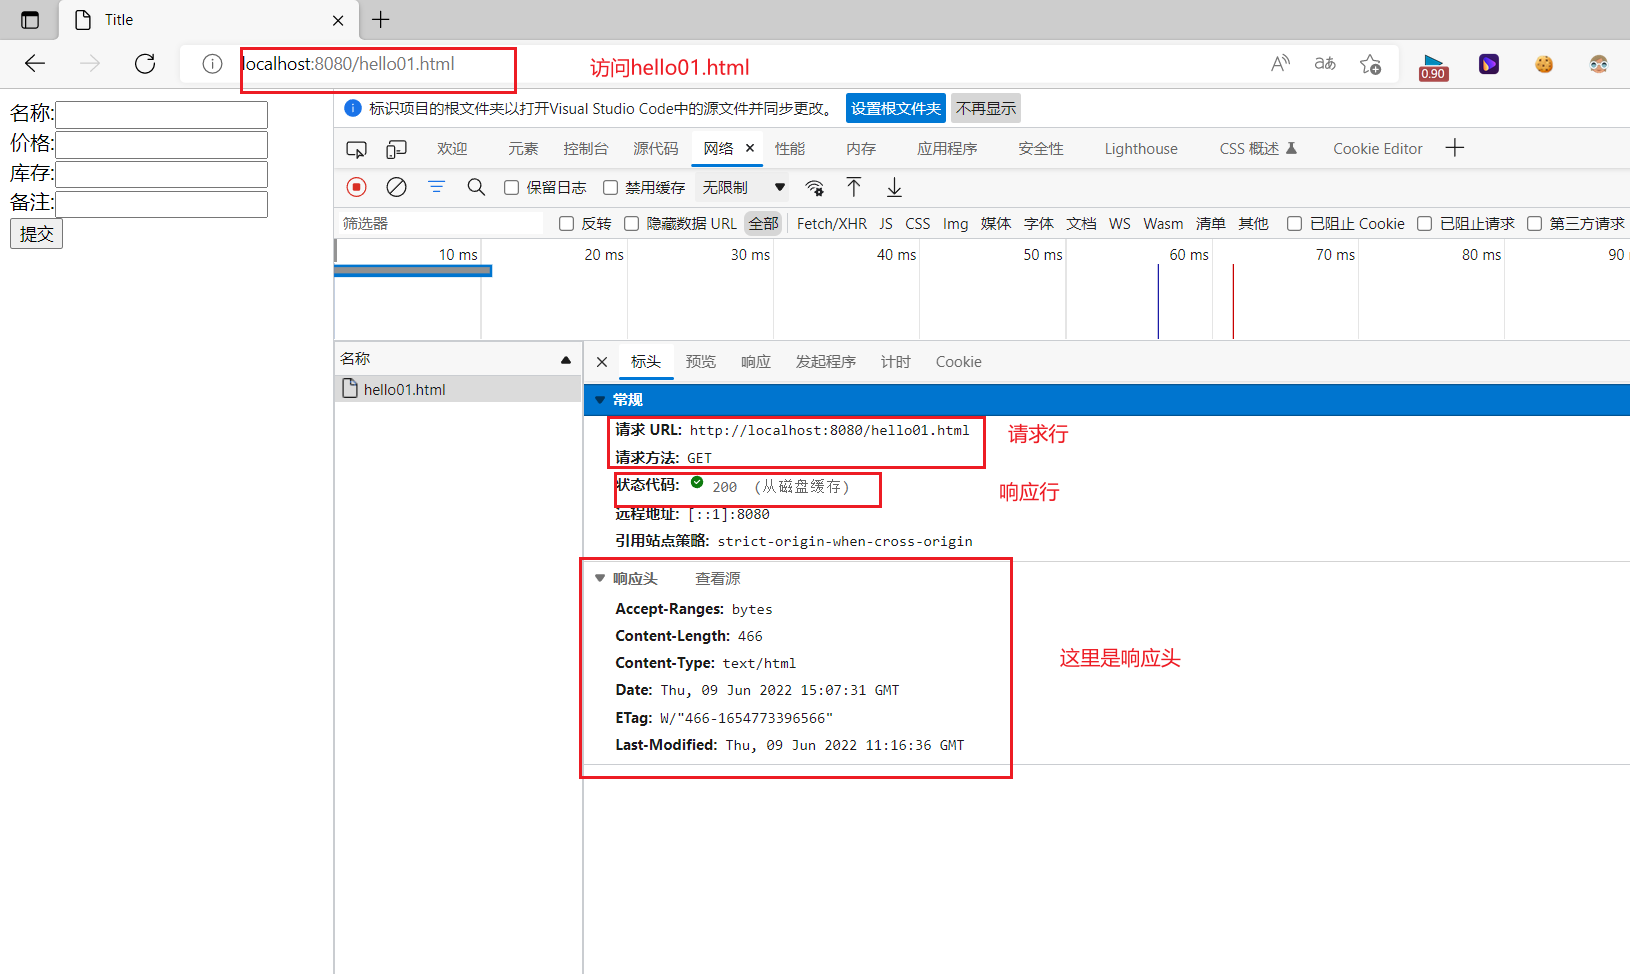 Title
localhost:8080/hello01.html
访问hello01.html
aあ
0.90
名称:
价格:
库存:
备注:
提交
标识项目的根文件夹以打开Visual Studio Code中的源文件并同步更改。 设置根文件夹 不再显示
欢迎 元素 控制台 源代码 网络 性能 内存 应用程序 安全性 Lighthouse CSS 概述 Cookie Editor
保留日志 禁用缓存 无限制
筛选器 反转 隐藏数据 URL 全部 Fetch/XHR JS CSS Img 媒体 字体 文档 WS Wasm 清单 其他 已阻止 Cookie 已阻止请求 第三方请求
10 ms 20 ms 30 ms 40 ms 50 ms 60 ms 70 ms 80 ms 90
名称
hello01.html
标头 预览 响应 发起程序 计时 Cookie
常规
请求 URL: http://localhost:8080/hello01.html
请求方法: GET
请求行
状态代码: 200 (从磁盘缓存)
响应行
远程地址: [::1]:8080
引用站点策略: strict-origin-when-cross-origin
响应头 查看源
Accept-Ranges: bytes
Content-Length: 466
Content-Type: text/html
这里是响应头
Date: Thu, 09 Jun 2022 15:07:31 GMT
ETag: W/"466-1654773396566"
Last-Modified: Thu, 09 Jun 2022 11:16:36 GMT